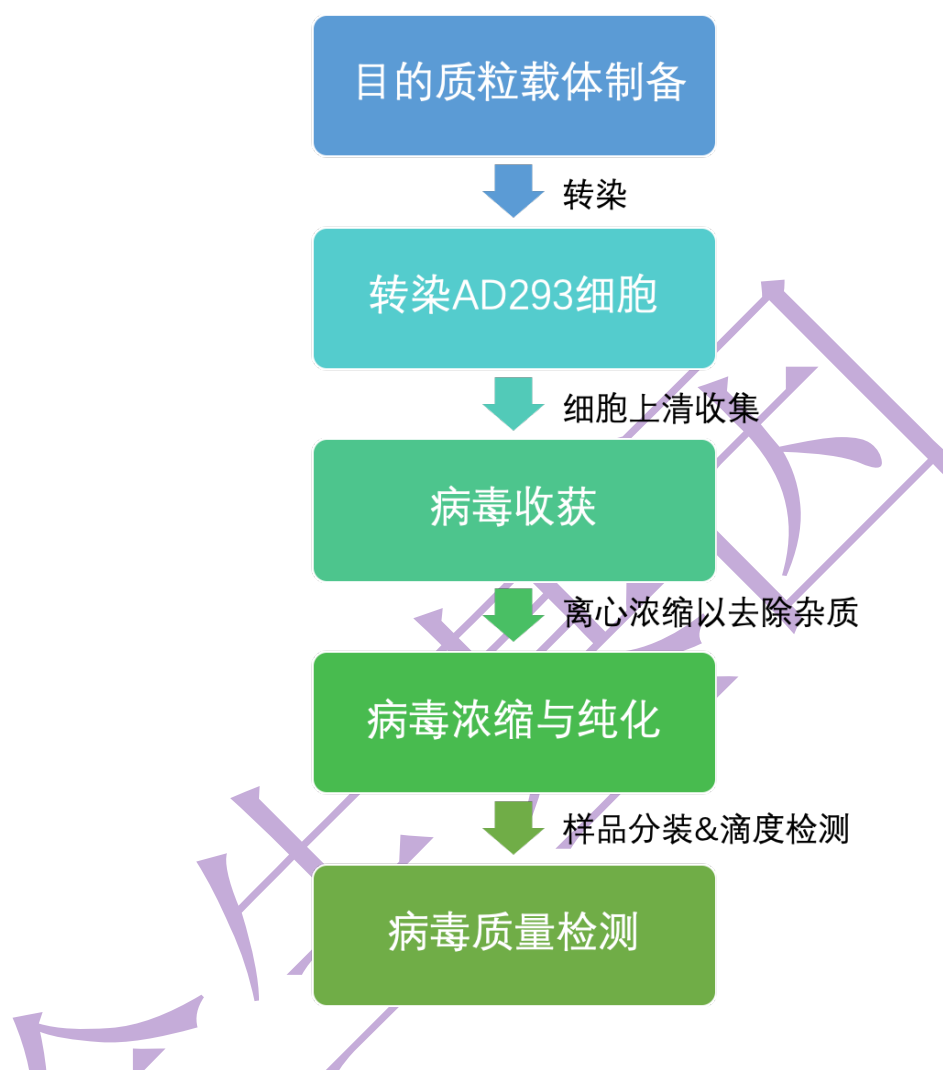 目的质粒载体制备
转染
转染AD293细胞
细胞上清收集
病毒收获
离心浓缩以去除杂质
病毒浓缩与纯化
样品分装&滴度检测
病毒质量检测